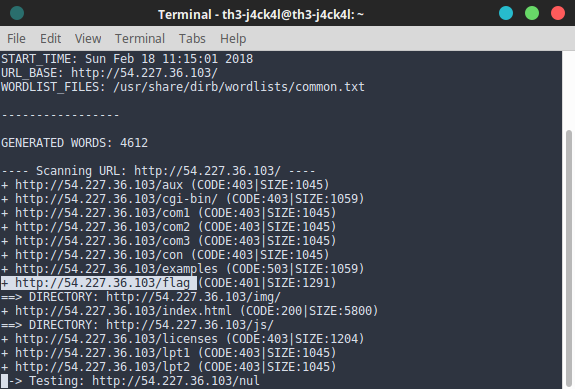 Terminal - th3-j4ck4l@th3-j4ck4l: ~
File Edit View Terminal Tabs Help
START_TIME: Sun Feb 18 11:15:01 2018
URL_BASE: http://54.227.36.103/
WORDLIST_FILES: /usr/share/dirb/wordlists/common.txt
-----------------
GENERATED WORDS: 4612
---- Scanning URL: http://54.227.36.103/ ----
+ http://54.227.36.103/aux (CODE:403|SIZE:1045)
+ http://54.227.36.103/cgi-bin/ (CODE:403|SIZE:1059)
+ http://54.227.36.103/com1 (CODE:403|SIZE:1045)
+ http://54.227.36.103/com2 (CODE:403|SIZE:1045)
+ http://54.227.36.103/com3 (CODE:403|SIZE:1045)
+ http://54.227.36.103/con (CODE:403|SIZE:1045)
+ http://54.227.36.103/examples (CODE:503|SIZE:1059)
+ http://54.227.36.103/flag (CODE:401|SIZE:1291)
==> DIRECTORY: http://54.227.36.103/img/
+ http://54.227.36.103/index.html (CODE:200|SIZE:5800)
==> DIRECTORY: http://54.227.36.103/js/
+ http://54.227.36.103/licenses (CODE:403|SIZE:1204)
+ http://54.227.36.103/lpt1 (CODE:403|SIZE:1045)
+ http://54.227.36.103/lpt2 (CODE:403|SIZE:1045)
-> Testing: http://54.227.36.103/nul